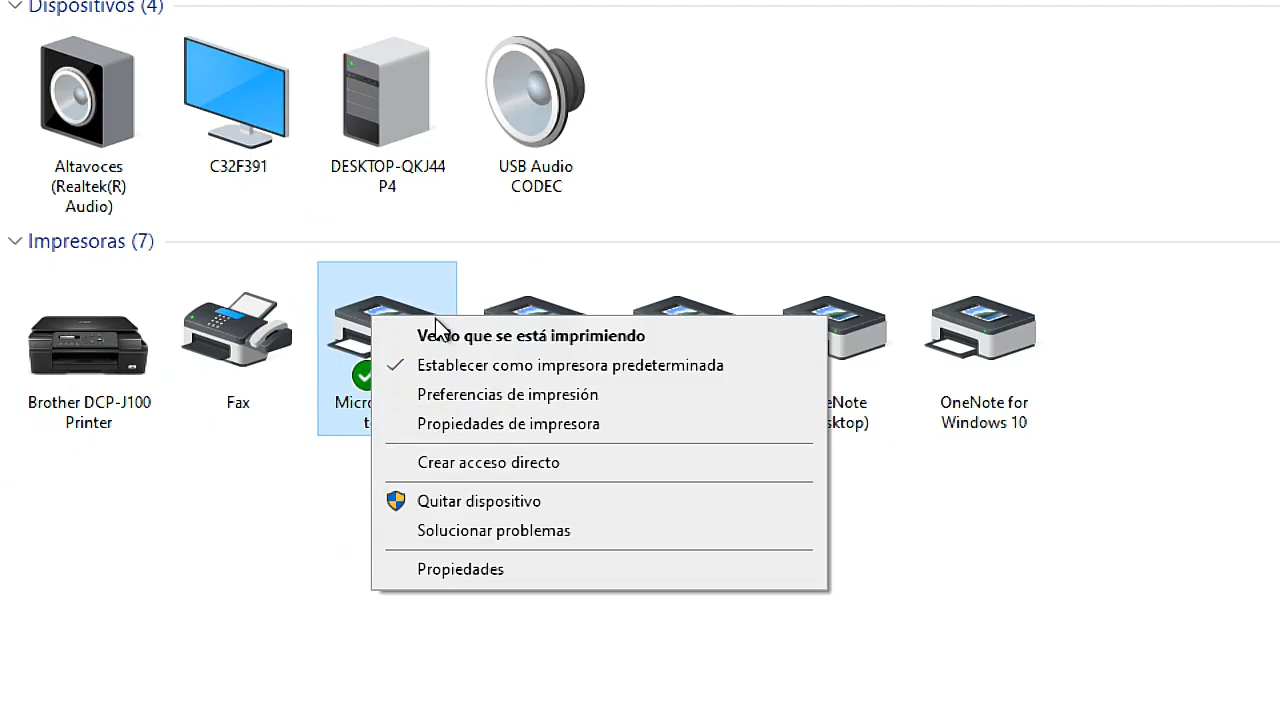 Dispositivos (4)
Altavoces
(Realtek(R)
Audio)
C32F391
DESKTOP-QKJ44
P4
USB Audio
CODEC
Impresoras (7)
Brother DCP-J100
Printer
Fax
que se está imprimiendo
Establecer como impresora predeterminada
Preferencias de impresión
Propiedades de impresora
Crear acceso directo
Quitar dispositivo
Solucionar problemas
Propiedades
OneNote for
Windows 10